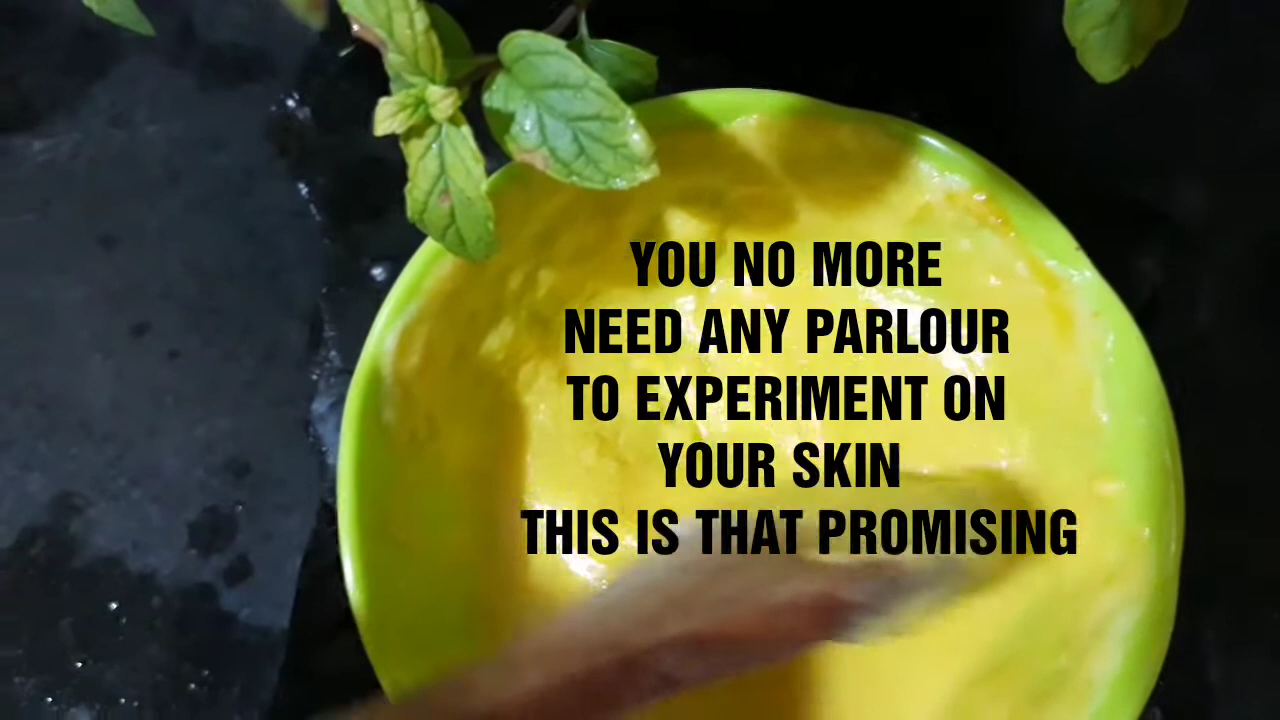 YOU NO MORE
NEED ANY PARLOUR
TO EXPERIMENT ON
YOUR SKIN
THIS IS THAT PROMISING